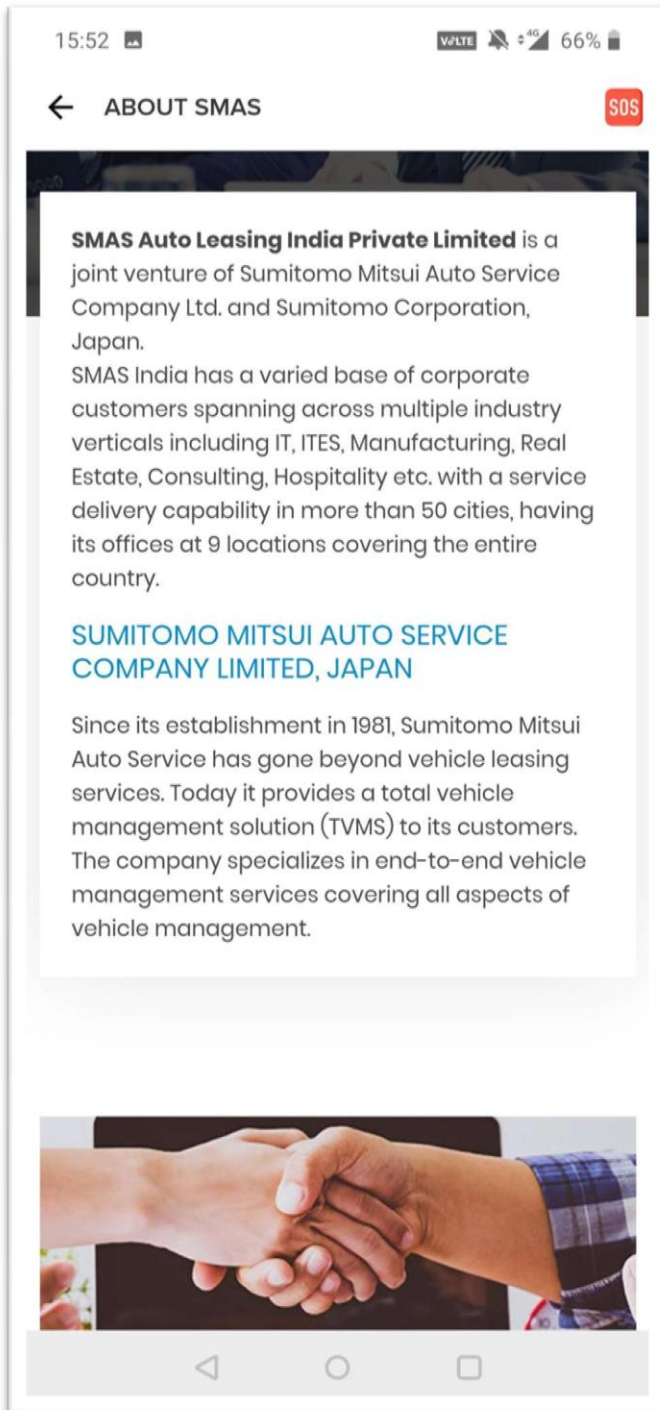 15:52
VoLTE 4G 66%
ABOUT SMAS
SOS
SMAS Auto Leasing India Private Limited is a
joint venture of Sumitomo Mitsui Auto Service
Company Ltd. and Sumitomo Corporation,
Japan.
SMAS India has a varied base of corporate
customers spanning across multiple industry
verticals including IT, ITES, Manufacturing, Real
Estate, Consulting, Hospitality etc. with a service
delivery capability in more than 50 cities, having
its offices at 9 locations covering the entire
country.
SUMITOMO MITSUI AUTO SERVICE
COMPANY LIMITED, JAPAN
Since its establishment in 1981, Sumitomo Mitsui
Auto Service has gone beyond vehicle leasing
services. Today it provides a total vehicle
management solution (TVMS) to its customers.
The company specializes in end-to-end vehicle
management services covering all aspects of
vehicle management.